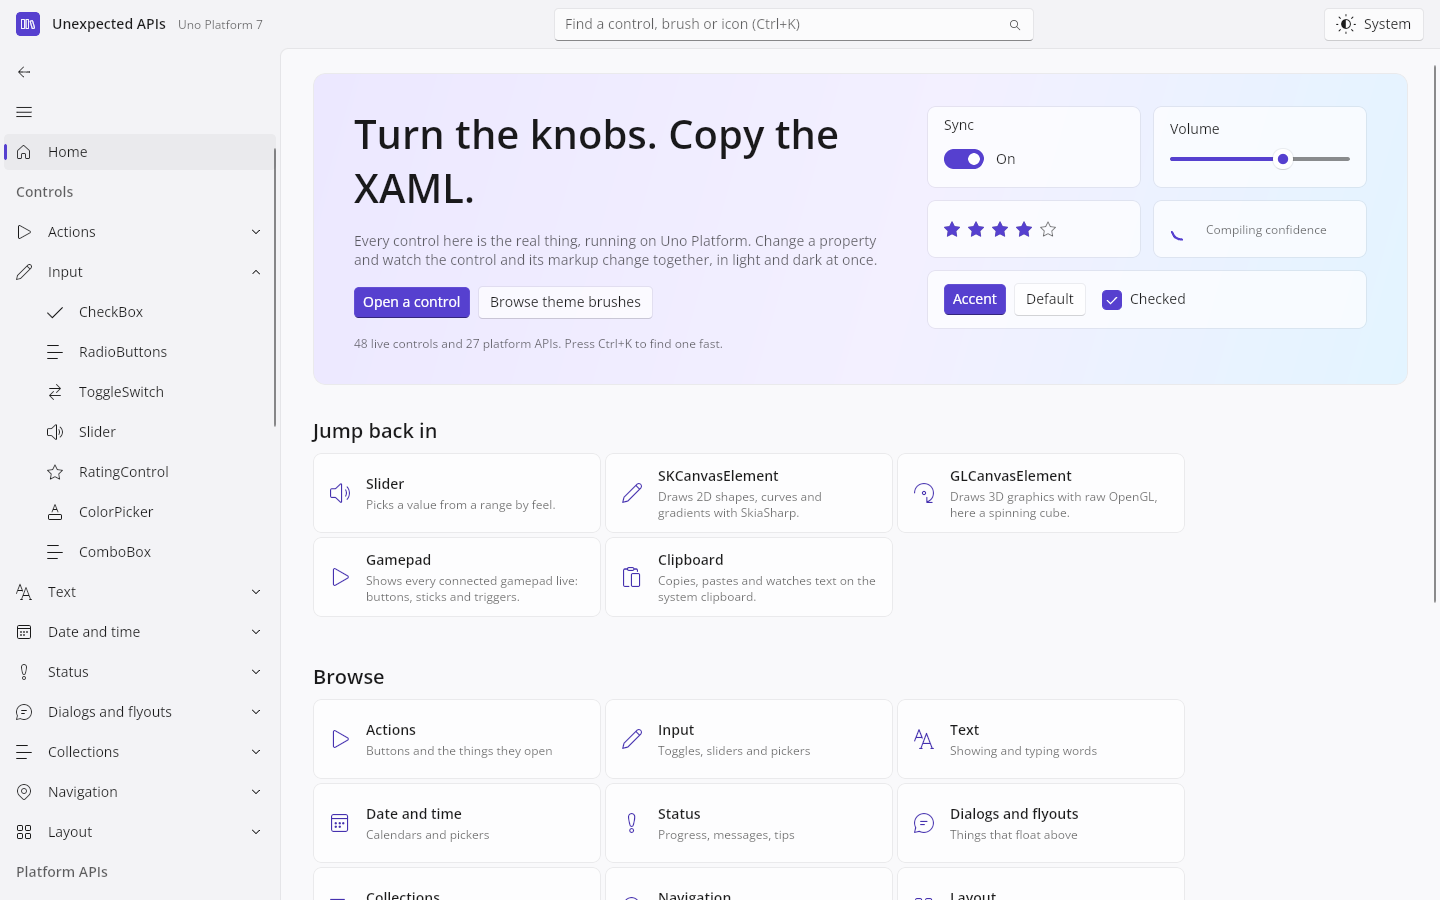 Unexpected APIs Uno Platform 7
Find a control, brush or icon (Ctrl+K)
System
Home
Controls
Actions
Input
CheckBox
RadioButtons
ToggleSwitch
Slider
RatingControl
ColorPicker
ComboBox
Text
Date and time
Status
Dialogs and flyouts
Collections
Navigation
Layout
Platform APIs
Turn the knobs. Copy the
XAML.
Every control here is the real thing, running on Uno Platform. Change a property
and watch the control and its markup change together, in light and dark at once.
Open a control
Browse theme brushes
48 live controls and 27 platform APIs. Press Ctrl+K to find one fast.
Sync
On
Volume
Compiling confidence
Accent
Default
Checked
Jump back in
Slider
Picks a value from a range by feel.
SKCanvasElement
Draws 2D shapes, curves and
gradients with SkiaSharp.
GLCanvasElement
Draws 3D graphics with raw OpenGL,
here a spinning cube.
Gamepad
Shows every connected gamepad live:
buttons, sticks and triggers.
Clipboard
Copies, pastes and watches text on the
system clipboard.
Browse
Actions
Buttons and the things they open
Input
Toggles, sliders and pickers
Text
Showing and typing words
Date and time
Calendars and pickers
Status
Progress, messages, tips
Dialogs and flyouts
Things that float above
Collections
Navigation
Layout